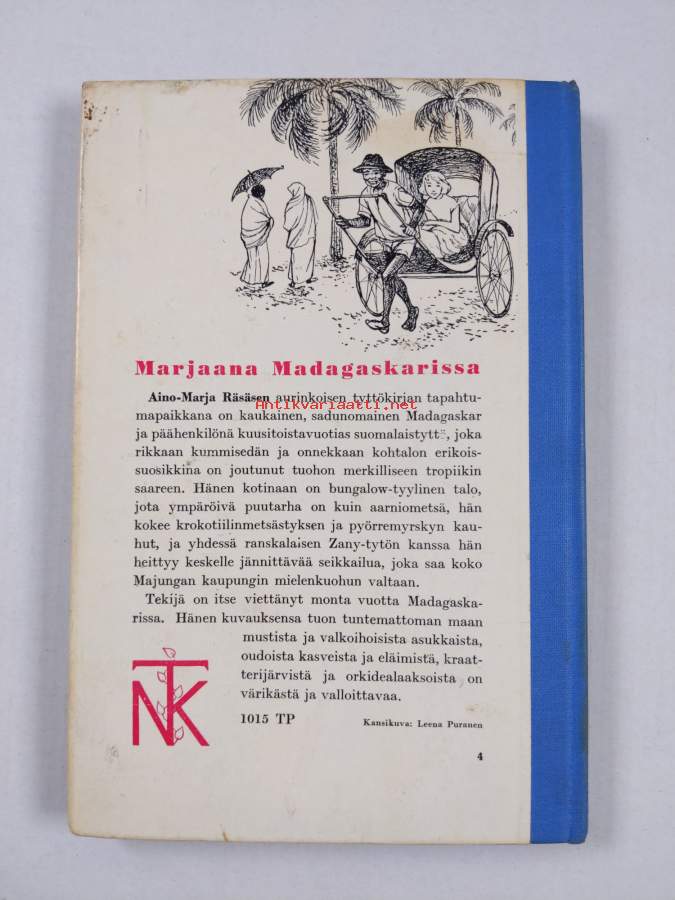 Marjaana Madagaskarissa
Aino-Marja Räsäsen aurinkoisen tyttökirjan tapahtu-
Antikvariaatti.net
mapaikkana on kaukainen, sadunomainen Madagaskar
ja päähenkilönä kuusitoistavuotias suomalaistyttö, joka
rikkaan kummisedän ja onnekkaan kohtalon erikois-
suosikkina on joutunut tuohon merkilliseen tropiikin
saareen. Hänen kotinaan on bungalow-tyylinen talo,
jota ympäröivä puutarha on kuin aarniometsä, hän
kokee krokotiilinmetsästyksen ja pyörremyrskyn kau-
hut, ja yhdessä ranskalaisen Zany-tytön kanssa hän
heittyy keskelle jännittävää seikkailua, joka saa koko
Majungan kaupungin mielenkuohun valtaan.
Tekijä on itse viettänyt monta vuotta Madagaska-
rissa. Hänen kuvauksensa tuon tuntemattoman maan
mustista ja valkoihoisista asukkaista,
oudoista kasveista ja eläimistä, kraat-
terijärvistä ja orkidealaaksoista on
värikästä ja valloittavaa.
NTK
1015 TP
Kansikuva: Leena Puranen
4